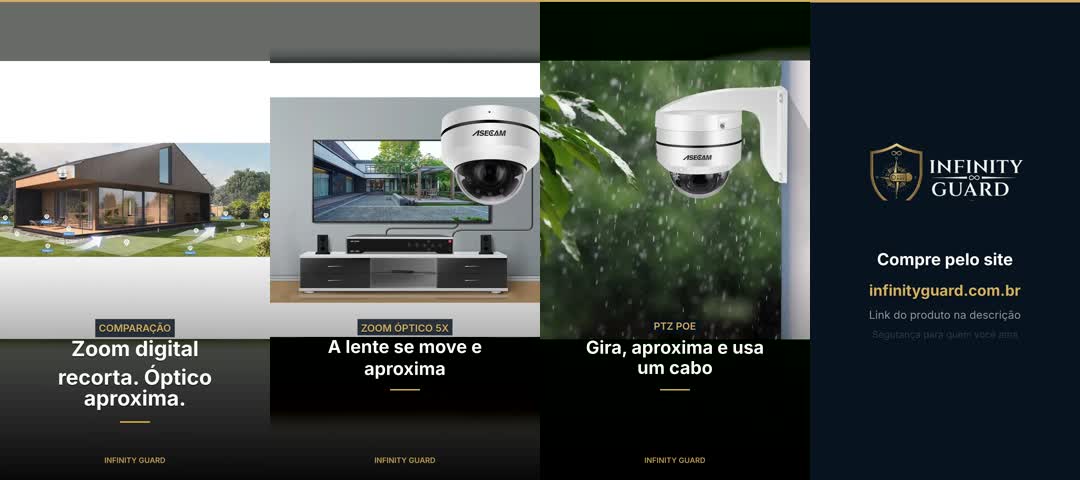 COMPARAÇÃO
Zoom digital
recorta. Óptico
aproxima.
INFINITY GUARD
ASECAM
ZOOM ÓPTICO 5X
A lente se move e
aproxima
INFINITY GUARD
ASECAM
PTZ POE
Gira, aproxima e usa
um cabo
INFINITY GUARD
INFINITY
GUARD
Compre pelo site
infinityguard.com.br
Link do produto na descrição
Segurança para quem você ama